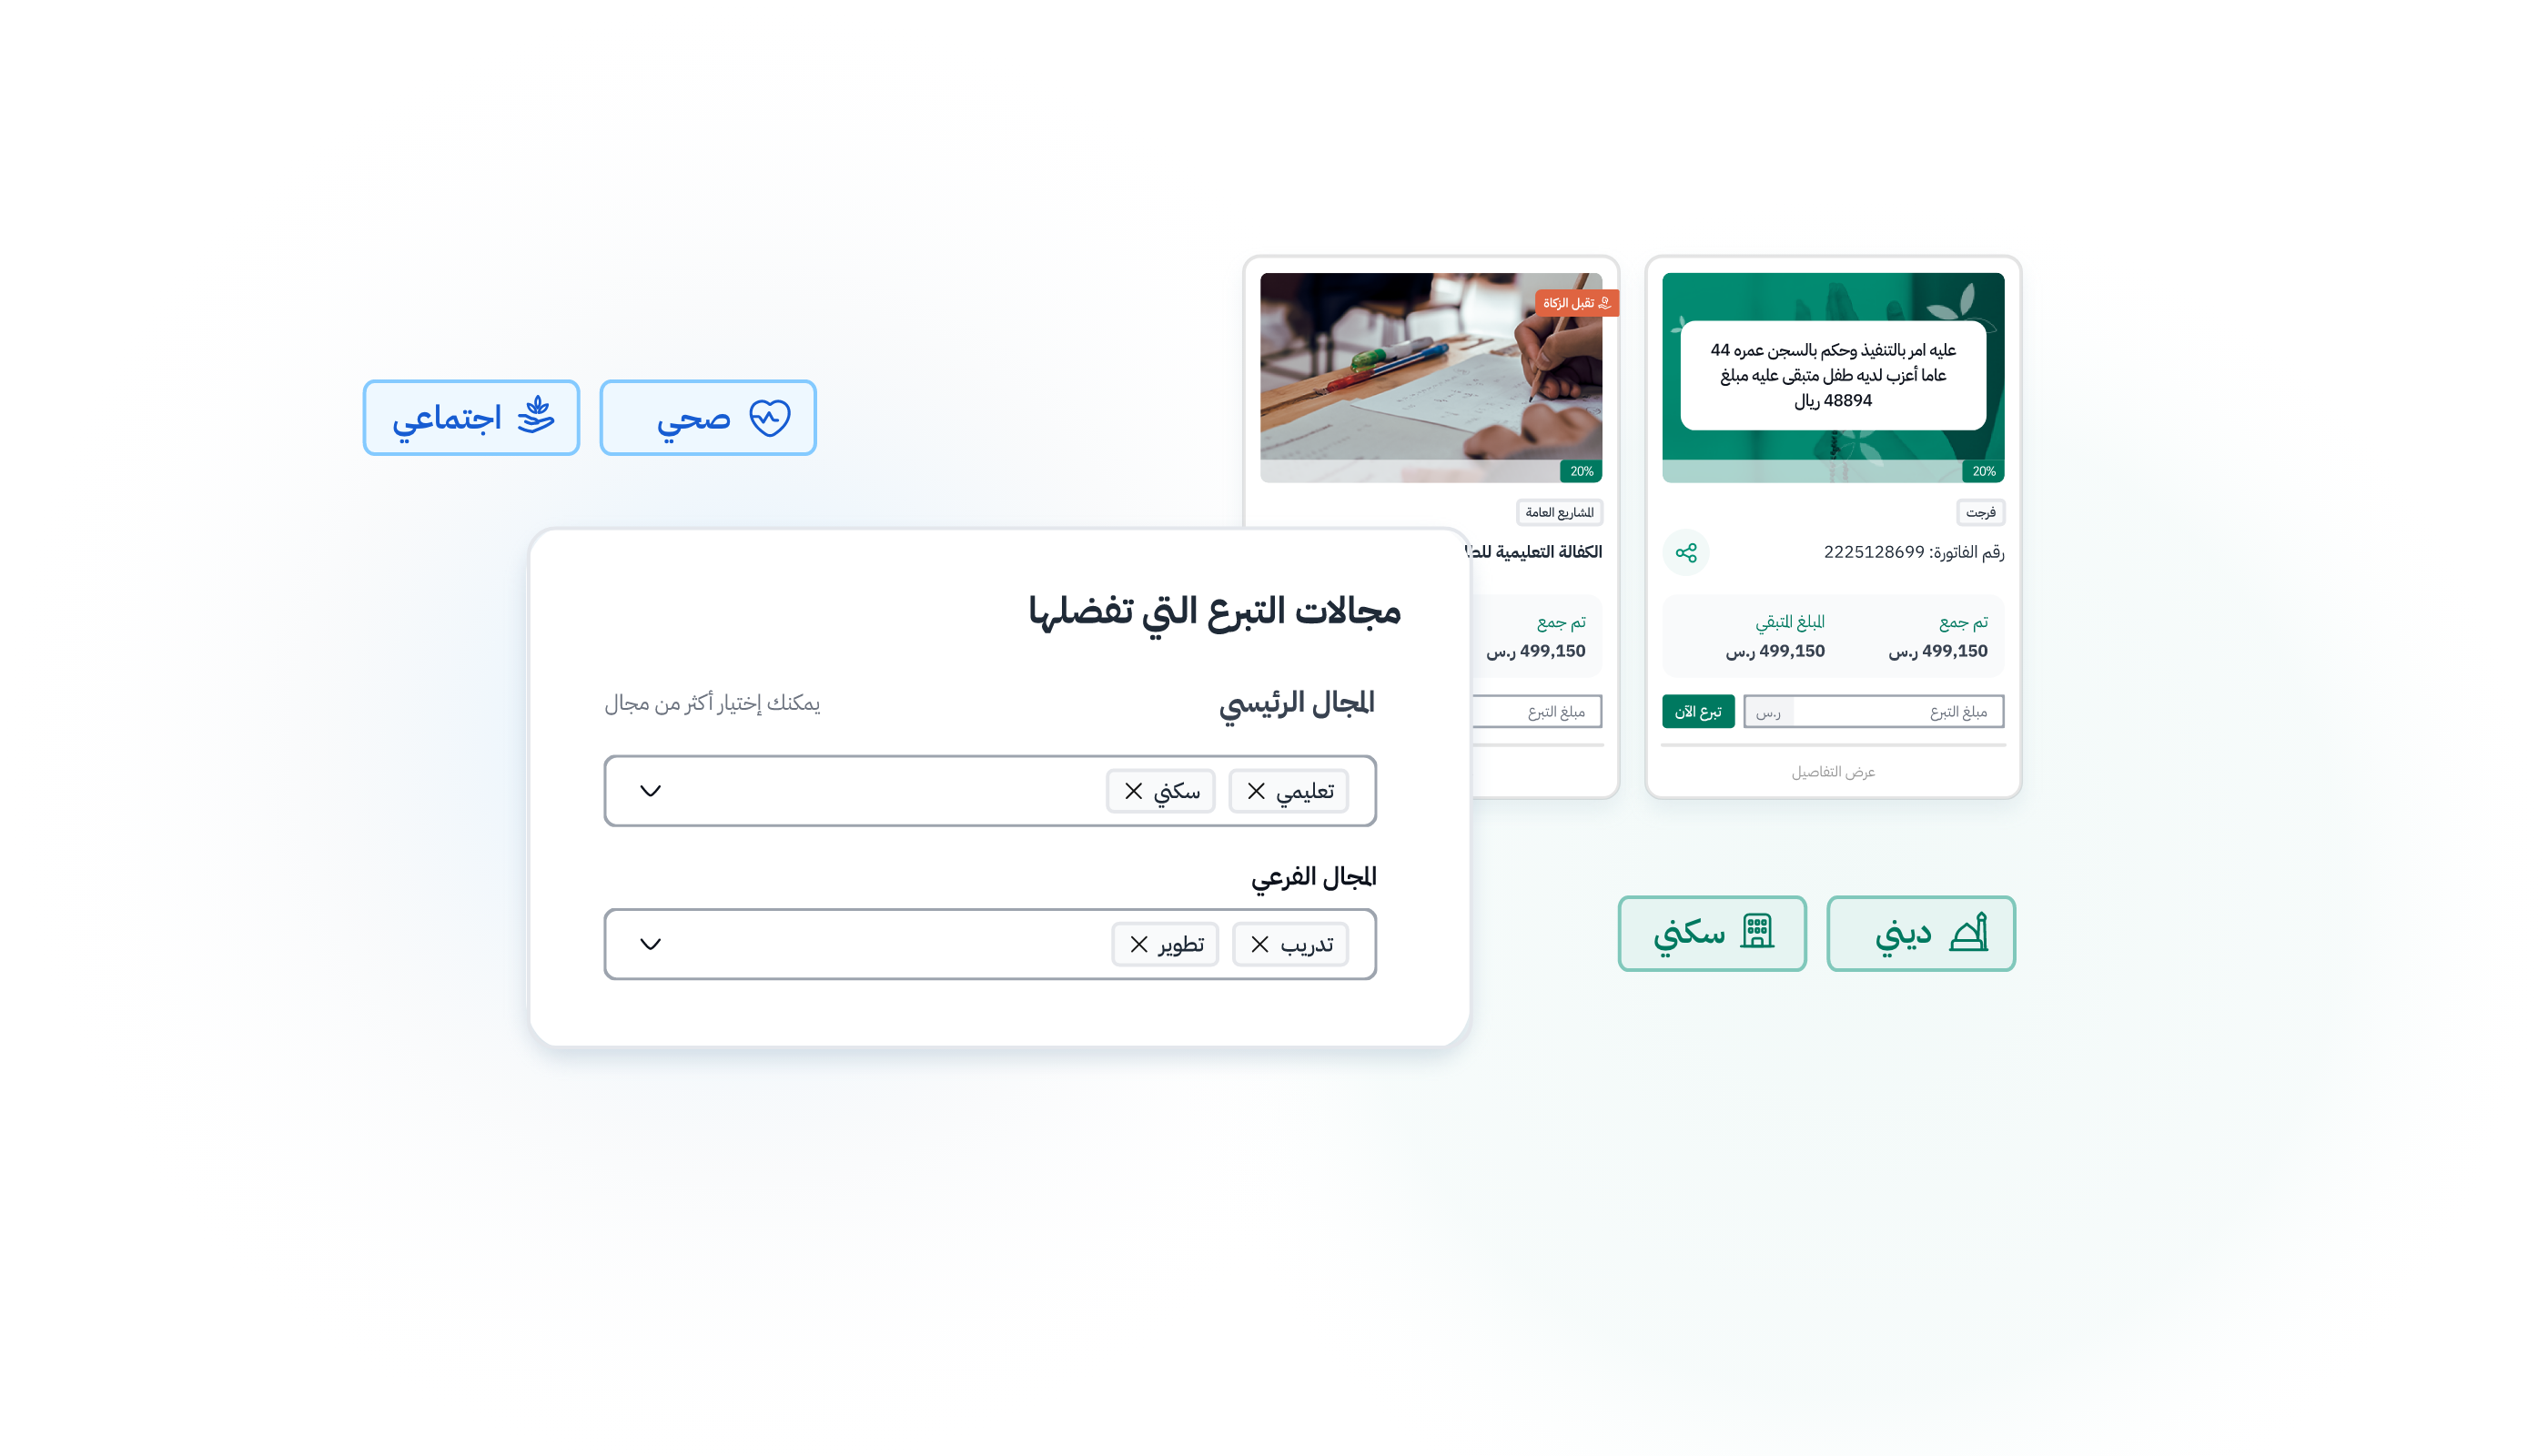 عليه امر بالتنفيذ وحكم بالسجن عمره 44
عاما أعزب لديه طفل متبقى عليه مبلغ
48894 ريال
20%
فرجت
رقم الفاتورة: 2225128699
تم جمع
499,150 ر.س
المبلغ المتبقي
499,150 ر.س
مبلغ التبرع
ر.س
تبرع الآن
عرض التفاصيل
تقبل الزكاة
20%
المشاريع العامة
الكفالة التعليمية
تم جمع
499,150 ر.س
مبلغ التبرع
صحي
اجتماعي
مجالات التبرع التي تفضلها
المجال الرئيسي
يمكنك إختيار أكثر من مجال
تعليمي
سكني
المجال الفرعي
تدريب
تطوير
ديني
سكني